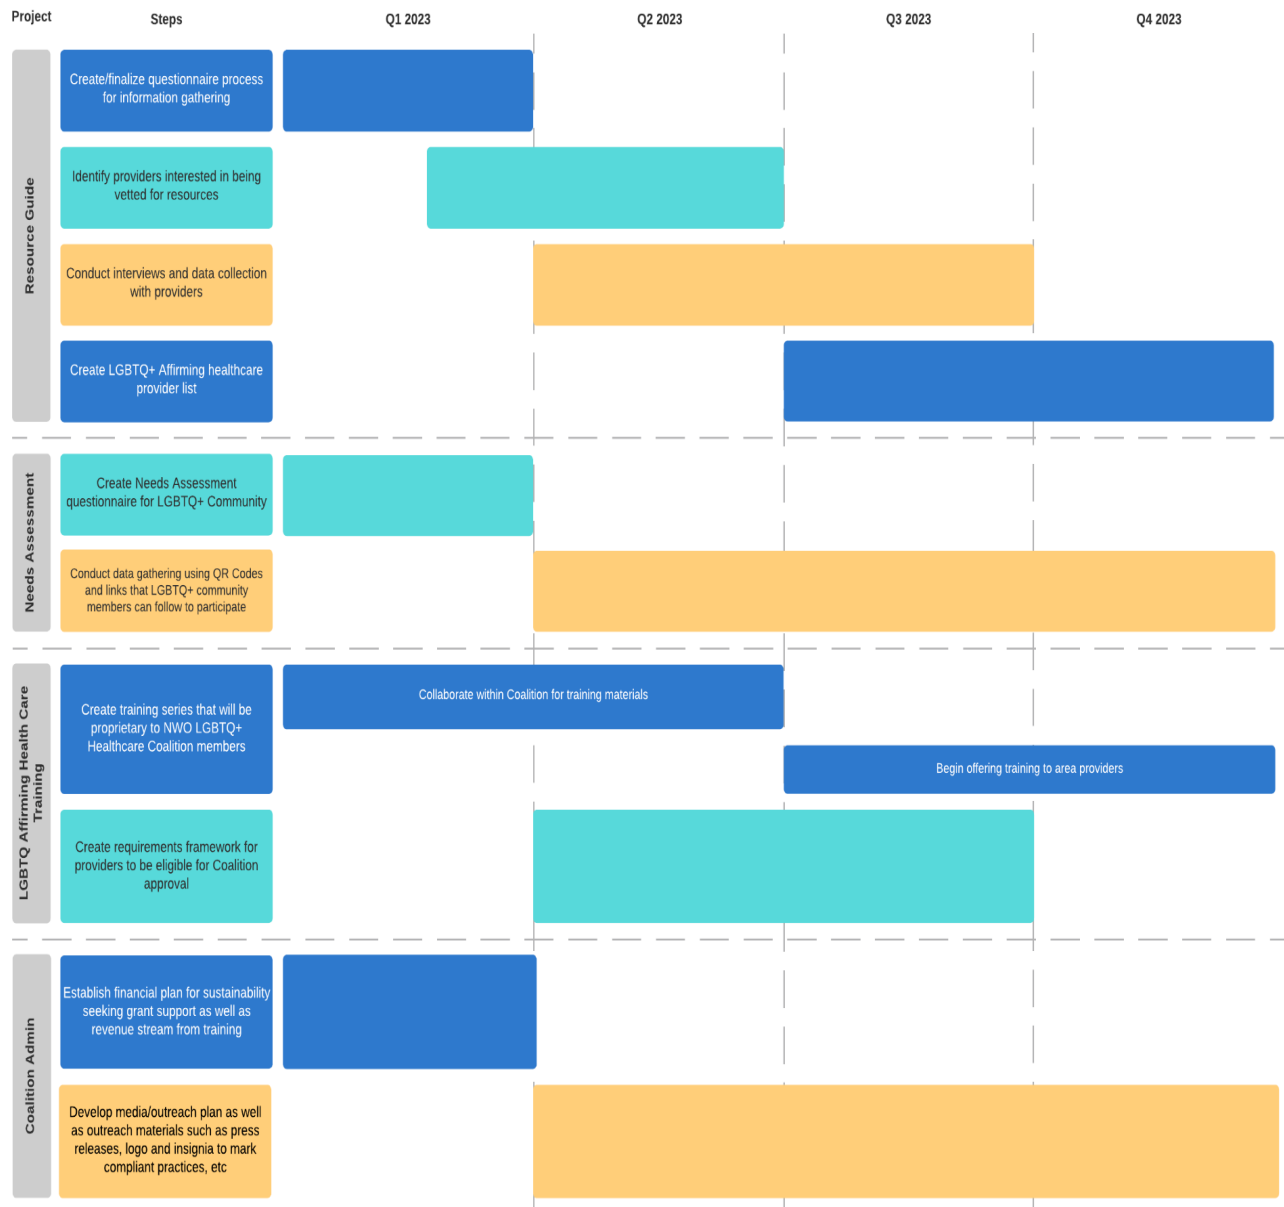 Project
Steps
Q1 2023
Q2 2023
Q3 2023
Q4 2023
Resource Guide
Create/finalize questionnaire process
for information gathering
Identify providers interested in being
vetted for resources
Conduct interviews and data collection
with providers
Create LGBTQ+ Affirming healthcare
provider list
Needs Assessment
Create Needs Assessment
questionnaire for LGBTQ+ Community
Conduct data gathering using QR Codes
and links that LGBTQ+ community
members can follow to participate
LGBTQ Affirming Health Care
Training
Create training series that will be
proprietary to NWO LGBTQ+
Healthcare Coalition members
Collaborate within Coalition for training materials
Begin offering training to area providers
Create requirements framework for
providers to be eligible for Coalition
approval
Coalition Admin
Establish financial plan for sustainability
seeking grant support as well as
revenue stream from training
Develop media/outreach plan as well
as outreach materials such as press
releases, logo and insignia to mark
compliant practices, etc